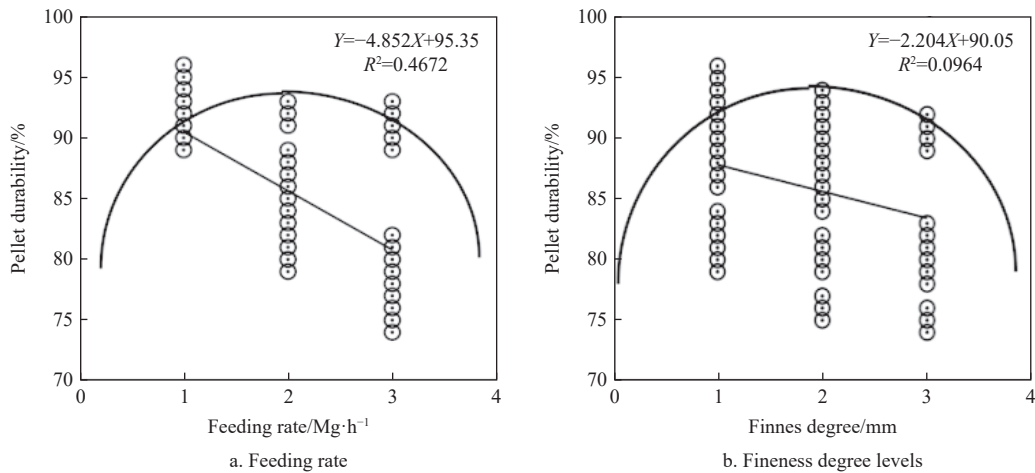 Y=−4.852X+95.35
R²=0.4672
100
95
90
85
80
75
70
Pellet durability/%
0 1 2 3 4
Feeding rate/Mg·h⁻¹
a. Feeding rate
Y=−2.204X+90.05
R²=0.0964
100
95
90
85
80
75
70
Pellet durability/%
0 1 2 3 4
Finnes degree/mm
b. Fineness degree levels